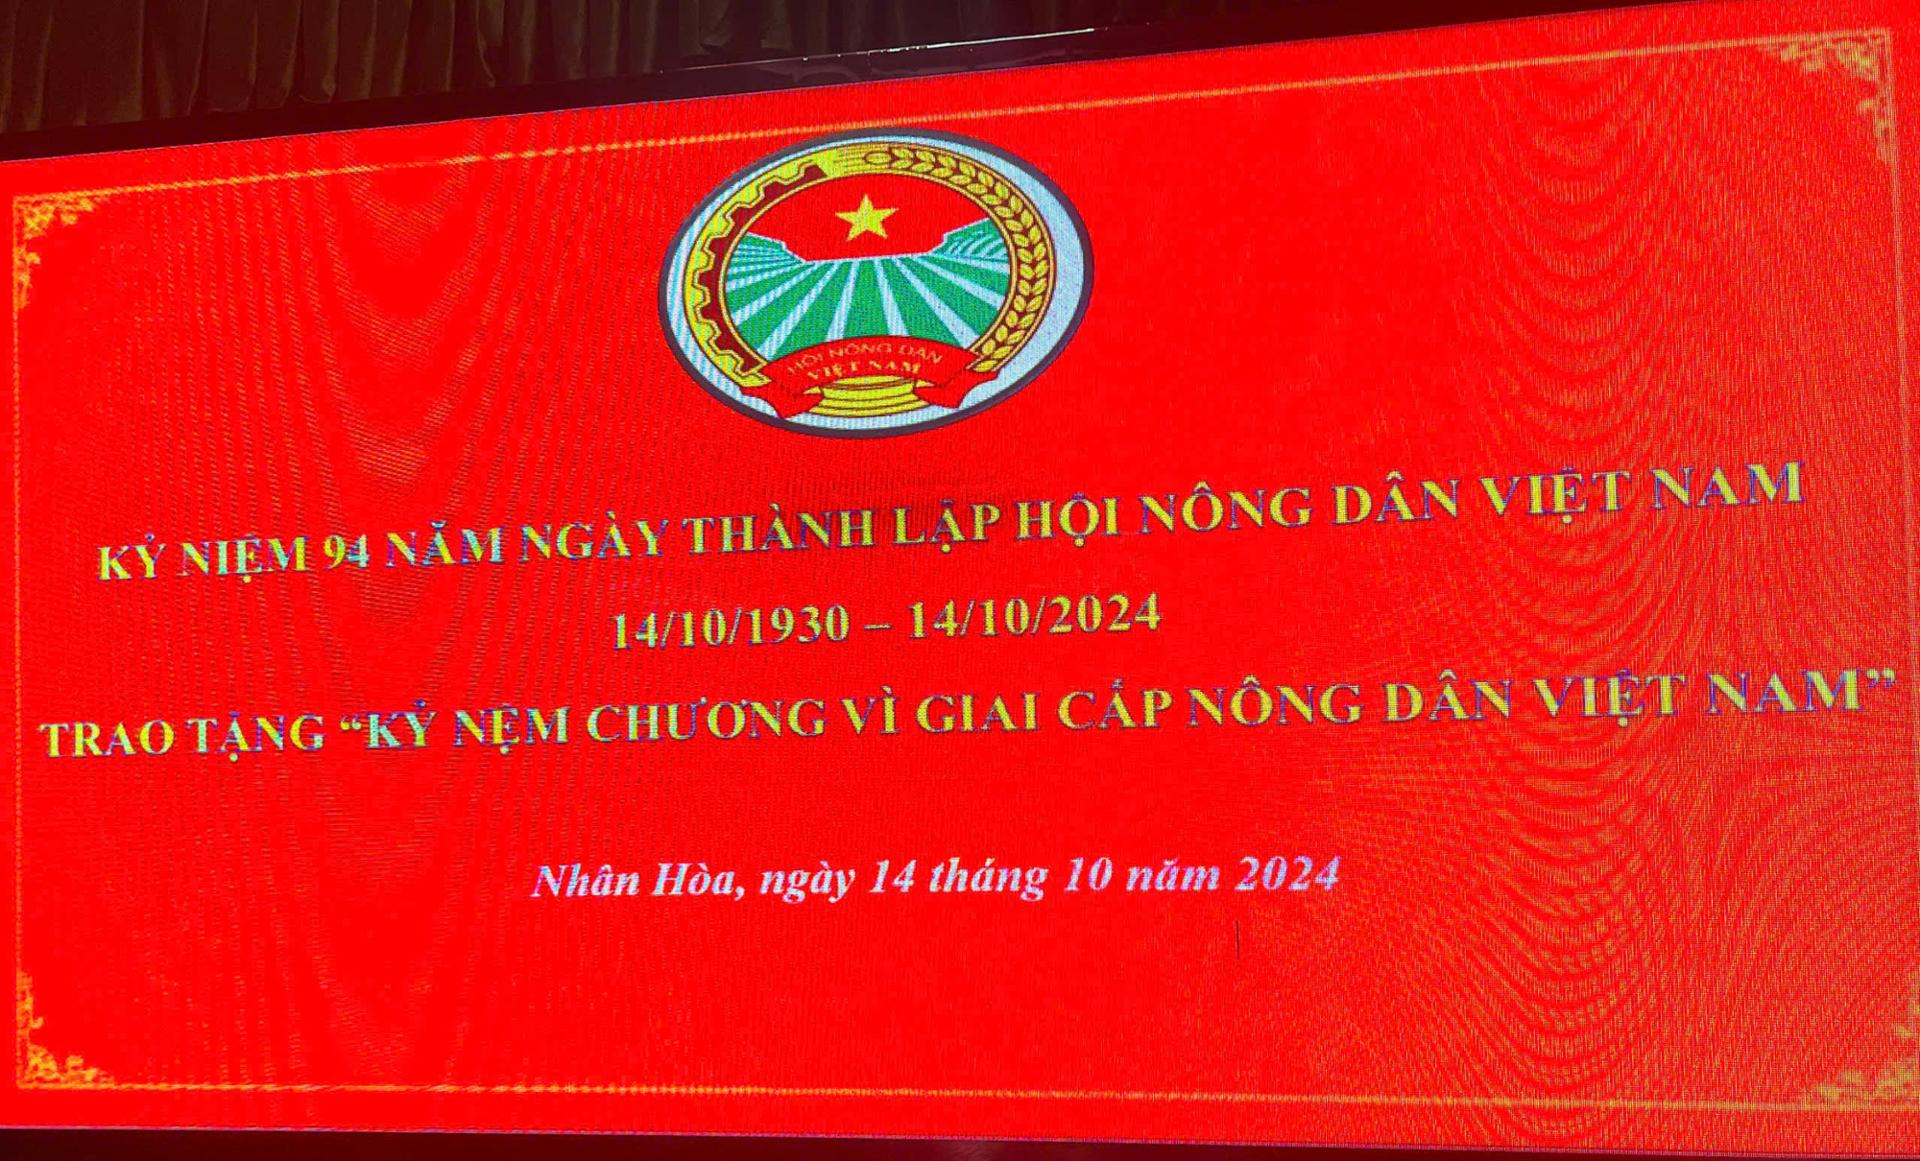 HỘI NÔNG DÂN
VIỆT NAM
KỶ NIỆM 94 NĂM NGÀY THÀNH LẬP HỘI NÔNG DÂN VIỆT NAM
14/10/1930 – 14/10/2024
TRAO TẶNG “KỶ NỆM CHƯƠNG VÌ GIAI CẤP NÔNG DÂN VIỆT NAM”
Nhân Hòa, ngày 14 tháng 10 năm 2024